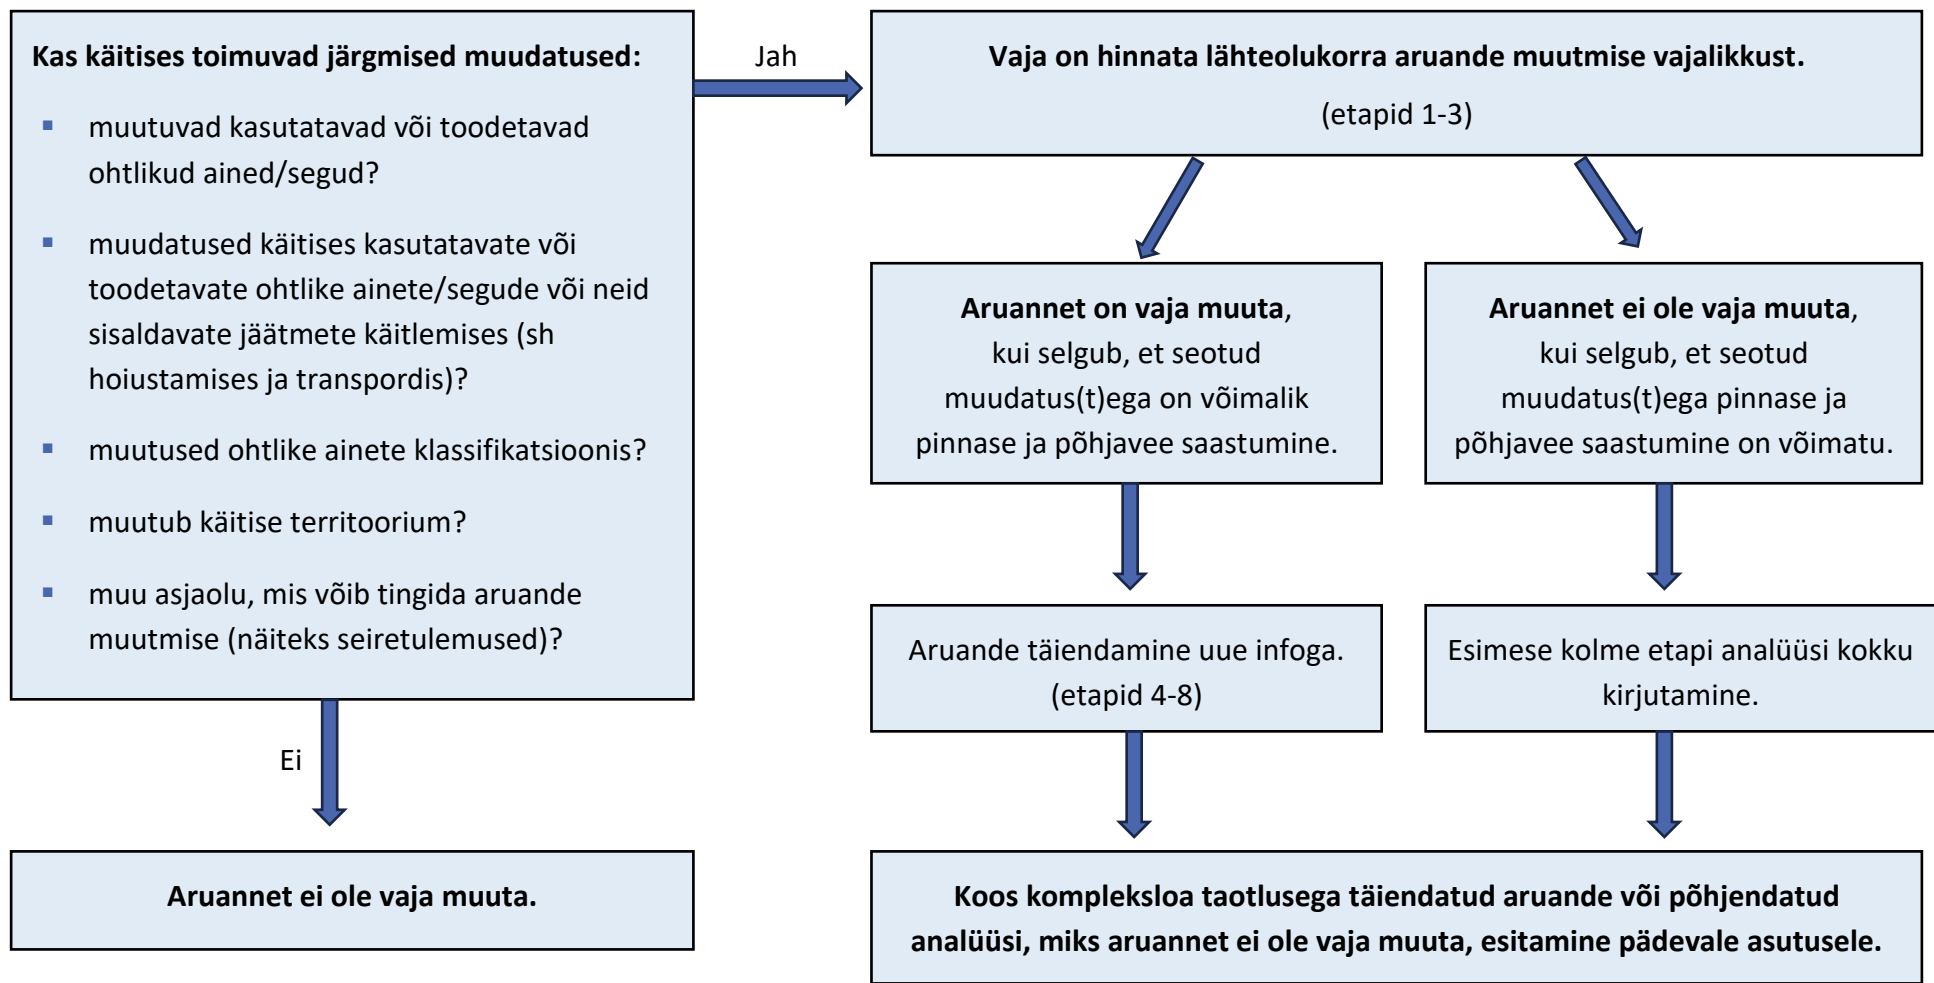 Kas käitises toimuvad järgmised muudatused:
▪ muutuvad kasutatavad või toodetavad
ohtlikud ained/segud?
▪ muudatused käitises kasutatavate või
toodetavate ohtlike ainete/segude või neid
sisaldavate jäätmete käitlemises (sh
hoiustamises ja transpordis)?
▪ muutused ohtlike ainete klassifikatsioonis?
▪ muutub käitise territoorium?
▪ muu asjaolu, mis võib tingida aruande
muutmise (näiteks seiretulemused)?
Jah
Vaja on hinnata lähteolukorra aruande muutmise vajalikkust.
(etapid 1-3)
Aruannet on vaja muuta,
kui selgub, et seotud
muudatus(t)ega on võimalik
pinnase ja põhjavee saastumine.
Aruannet ei ole vaja muuta,
kui selgub, et seotud
muudatus(t)ega pinnase ja
põhjavee saastumine on võimatu.
Aruande täiendamine uue infoga.
(etapid 4-8)
Esimese kolme etapi analüüsi kokku
kirjutamine.
Ei
Aruannet ei ole vaja muuta.
Koos kompleksloa taotlusega täiendatud aruande või põhjendatud
analüüsi, miks aruannet ei ole vaja muuta, esitamine pädevale asutusele.